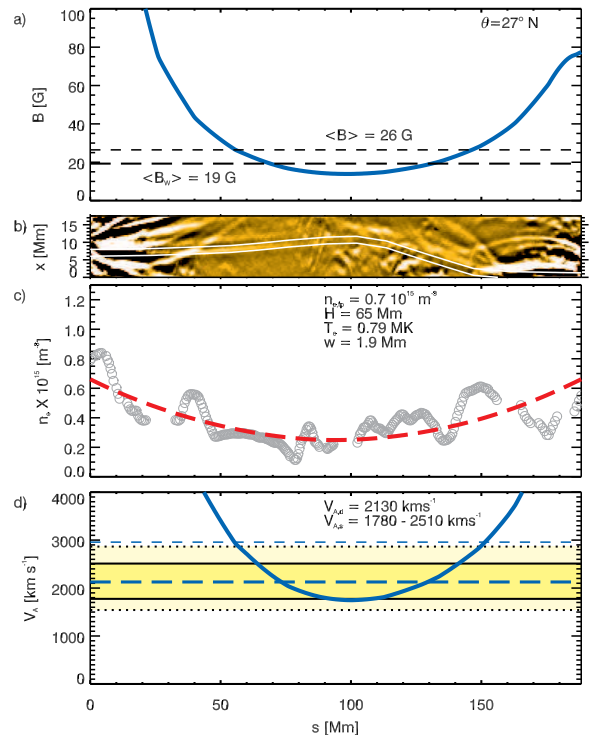 a)
θ=27° N
100
80
60
40
20
0
B [G]
<B> = 26 G
<B_w> = 19 G
b)
15
10
5
0
x [Mm]
c)
n_e/p = 0.7 10^15 m^-3
H = 65 Mm
T_e = 0.79 MK
w = 1.9 Mm
1.2
1.0
0.8
0.6
0.4
0.2
0.0
n_e X 10^15 [m^-3]
d)
V_A,d = 2130 kms^-1
V_A,s = 1780 - 2510 kms^-1
4000
3000
2000
1000
0
V_A [km s^-1]
0 50 100 150
s [Mm]